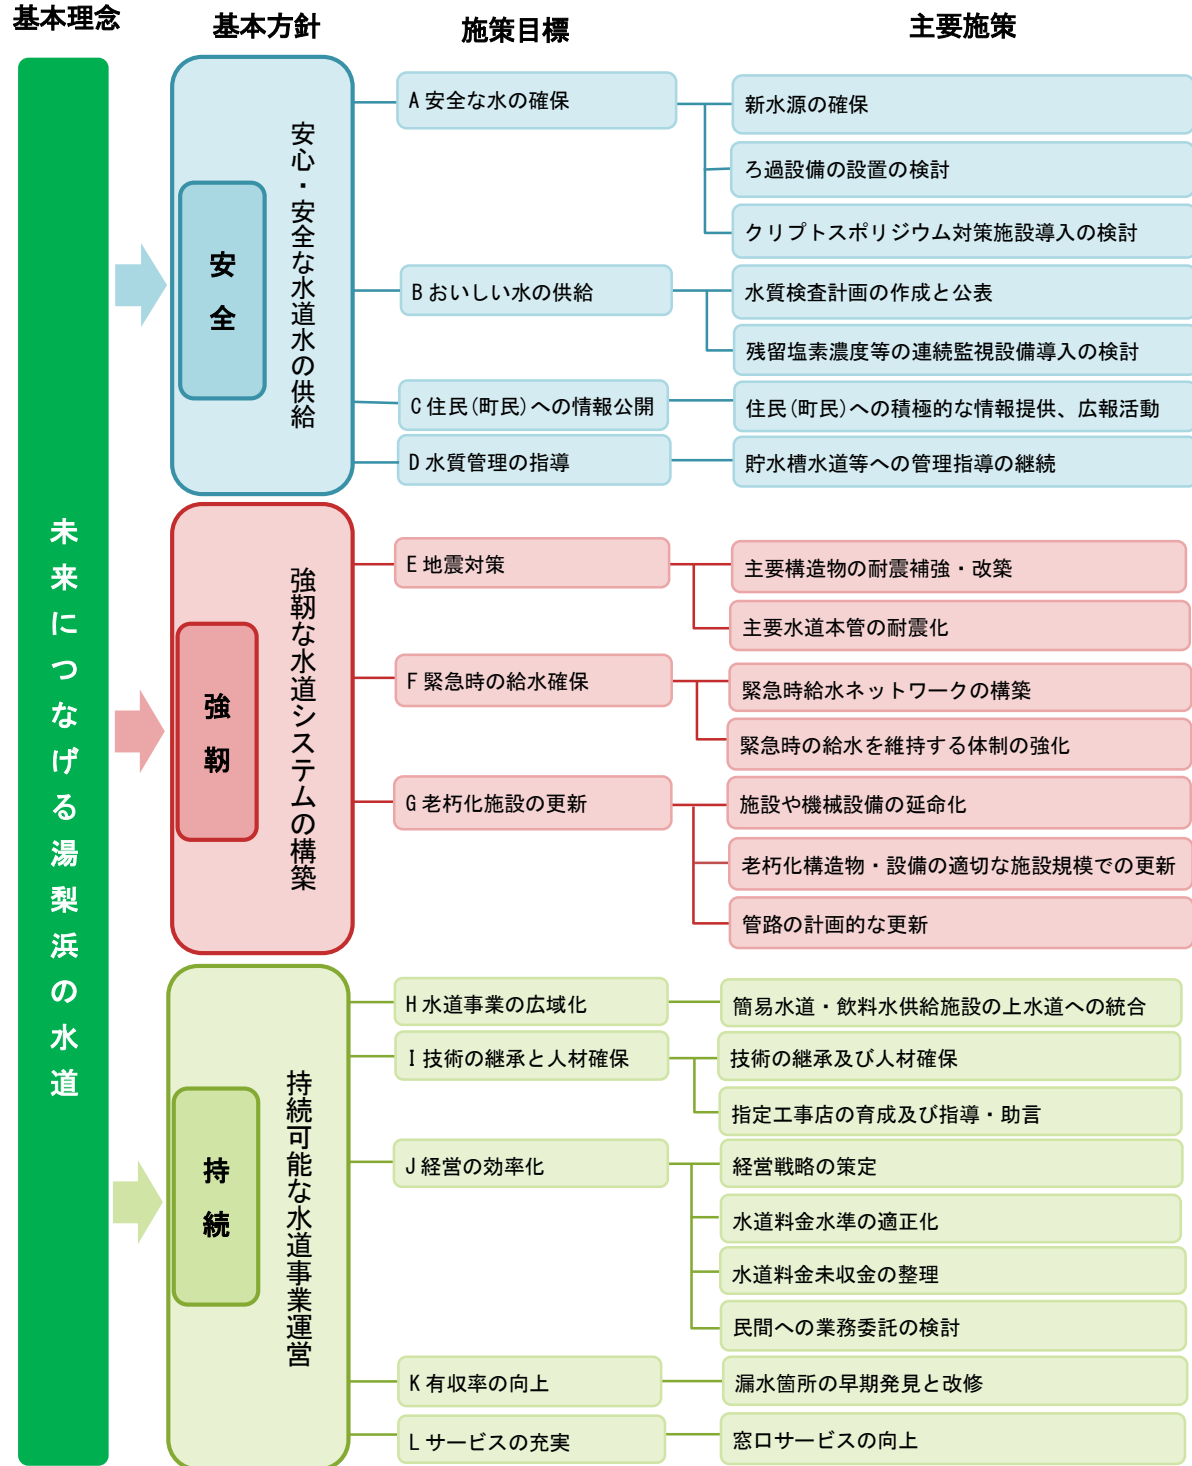 基本理念
基本方針
施策目標
主要施策
未来につなげる湯梨浜の水道
安全
安心・安全な水道水の供給
A 安全な水の確保
新水源の確保
ろ過設備の設置の検討
クリプトスポリジウム対策施設導入の検討
B おいしい水の供給
水質検査計画の作成と公表
残留塩素濃度等の連続監視設備導入の検討
C 住民(町民)への情報公開
住民(町民)への積極的な情報提供、広報活動
D 水質管理の指導
貯水槽水道等への管理指導の継続
強靭
強靭な水道システムの構築
E 地震対策
主要構造物の耐震補強・改築
主要水道本管の耐震化
F 緊急時の給水確保
緊急時給水ネットワークの構築
緊急時の給水を維持する体制の強化
G 老朽化施設の更新
施設や機械設備の延命化
老朽化構造物・設備の適切な施設規模での更新
管路の計画的な更新
持続
持続可能な水道事業運営
H 水道事業の広域化
簡易水道・飲料水供給施設の上水道への統合
I 技術の継承と人材確保
技術の継承及び人材確保
指定工事店の育成及び指導・助言
J 経営の効率化
経営戦略の策定
水道料金水準の適正化
水道料金未収金の整理
民間への業務委託の検討
K 有収率の向上
漏水箇所の早期発見と改修
L サービスの充実
窓口サービスの向上